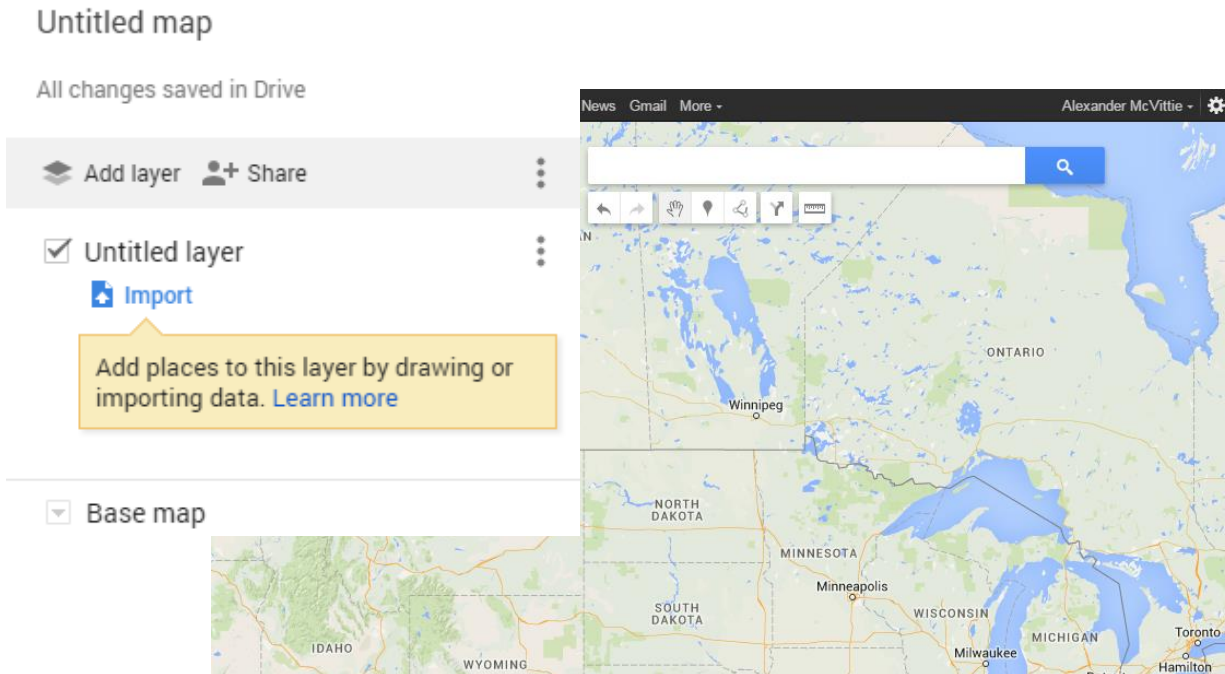 Untitled map
All changes saved in Drive
News Gmail More
Alexander McVittie
Add layer Share
Untitled layer
Import
Add places to this layer by drawing or
importing data. Learn more
Base map
ONTARIO
Winnipeg
NORTH
DAKOTA
MINNESOTA
Minneapolis
SOUTH
DAKOTA
WISCONSIN
MICHIGAN
Toronto
IDAHO
WYOMING
Milwaukee
Hamilton